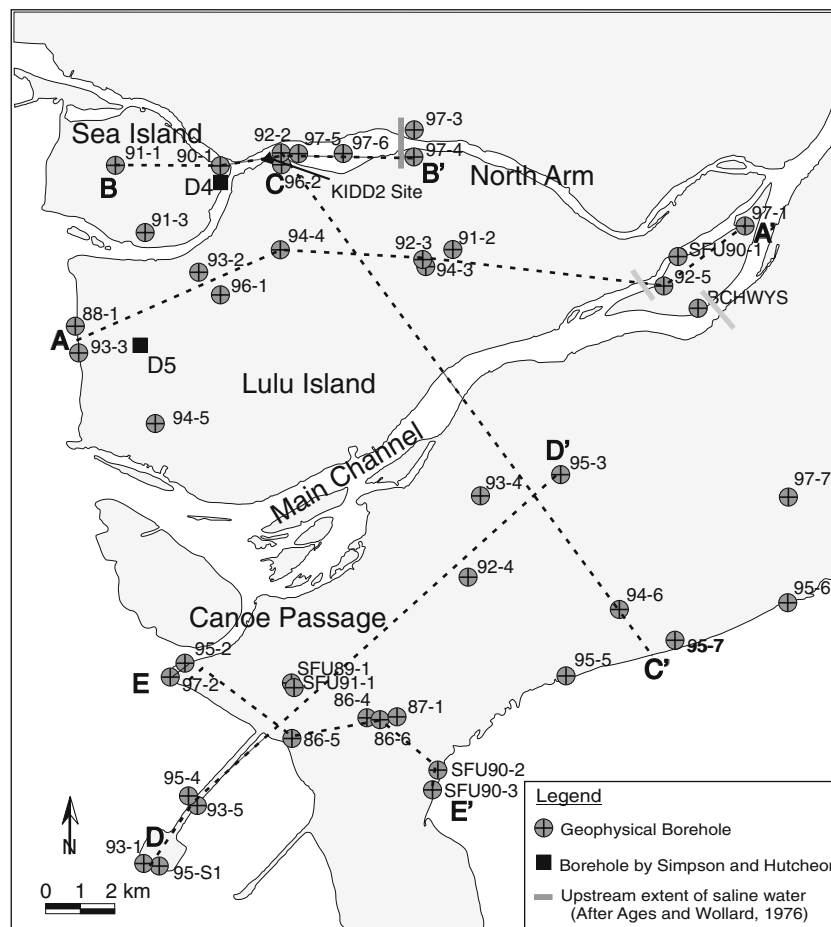 97-3
92-2
97-5
97-6
Sea Island
91-1
90-1
97-4
B
D4
C
96-2
KIDD2 Site
B'
North Arm
91-3
97-1
A'
SFU90-1
94-4
92-3
91-2
93-2
94-3
92-5
96-1
BCHWYS
88-1
A
93-3
D5
Lulu Island
94-5
Main Channel
D'
95-3
93-4
97-7
92-4
94-6
95-6
Canoe Passage
95-2
E
97-2
SFU89-1
SFU91-1
95-7
95-5
C'
86-4
87-1
86-5
86-6
SFU90-2
SFU90-3
E'
95-4
93-5
D
93-1
95-S1
N
0 1 2 km
Legend
Geophysical Borehole
Borehole by Simpson and Hutcheon
Upstream extent of saline water
(After Ages and Wollard, 1976)